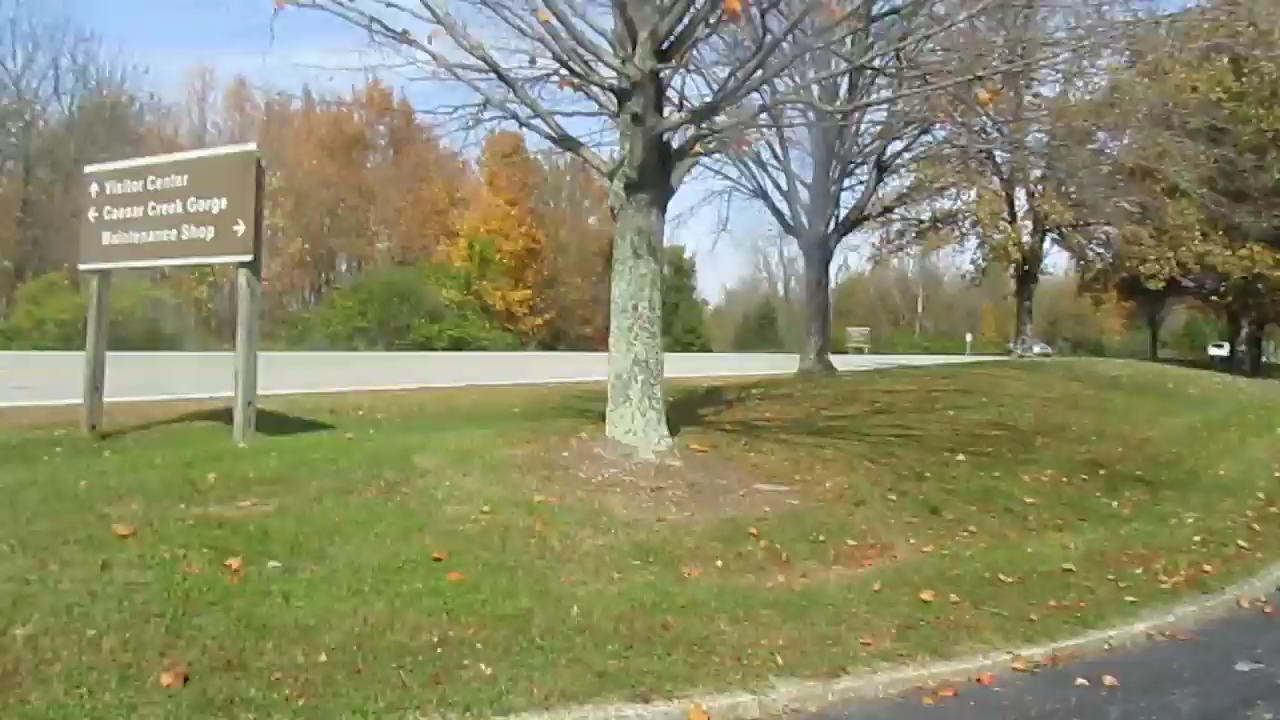 ↑ Visitor Center
← Caesar Creek Gorge
Maintenance Shop →